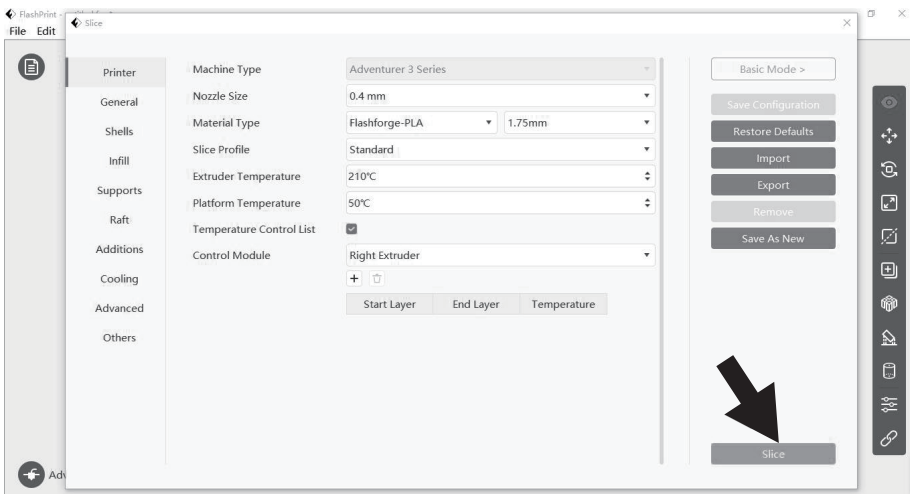 FlashPrint -
File Edit
Slice
Printer
General
Shells
Infill
Supports
Raft
Additions
Cooling
Advanced
Others
Machine Type Adventurer 3 Series
Nozzle Size 0.4 mm
Material Type Flashforge-PLA 1.75mm
Slice Profile Standard
Extruder Temperature 210℃
Platform Temperature 50℃
Temperature Control List
Control Module Right Extruder
Start Layer End Layer Temperature
Basic Mode >
Save Configuration
Restore Defaults
Import
Export
Remove
Save As New
Slice
Adv